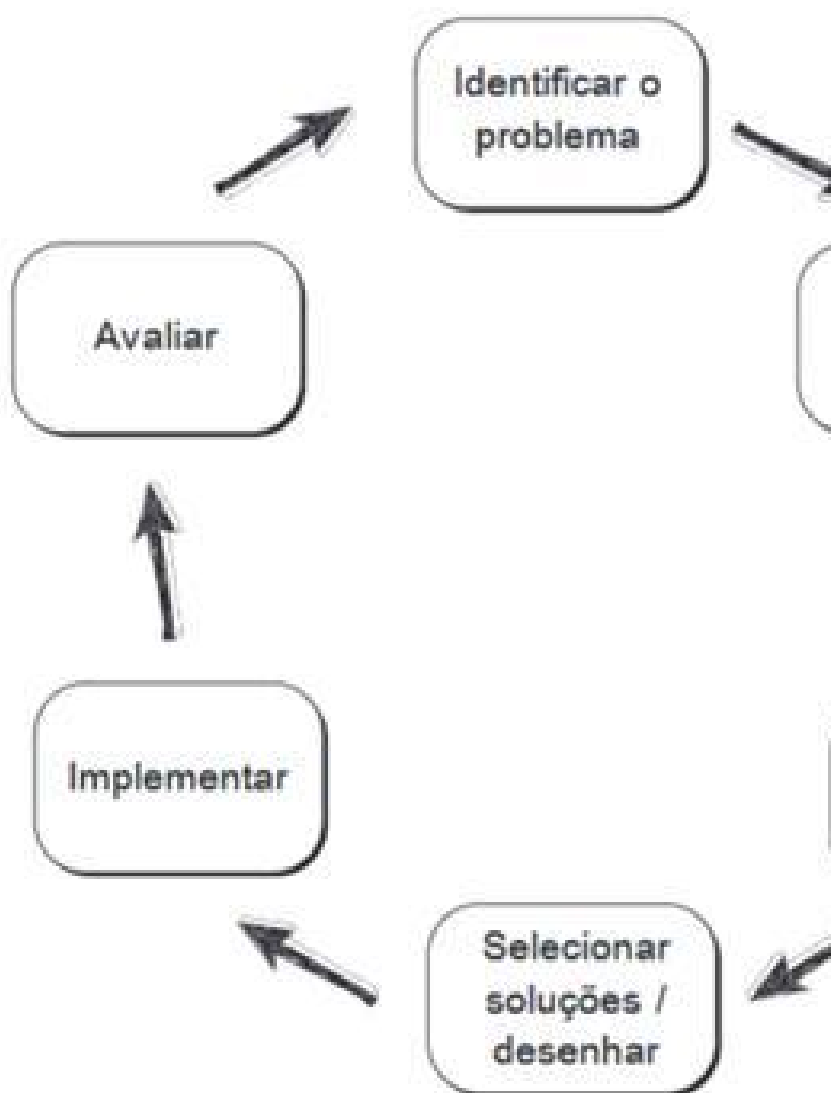 Identificar o
problema
Avaliar
Implementar
Selecionar
soluções /
desenhar